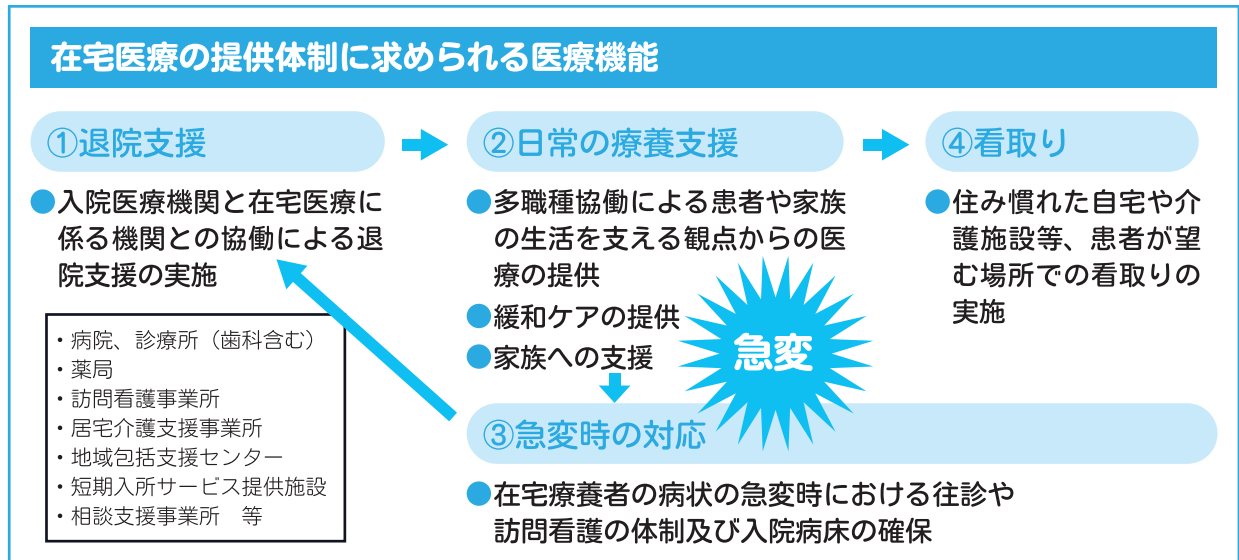 在宅医療の提供体制に求められる医療機能
①退院支援
●入院医療機関と在宅医療に
係る機関との協働による退
院支援の実施
・病院、診療所（歯科含む）
・薬局
・訪問看護事業所
・居宅介護支援事業所
・地域包括支援センター
・短期入所サービス提供施設
・相談支援事業所　等
②日常の療養支援
●多職種協働による患者や家族
の生活を支える観点からの医
療の提供
●緩和ケアの提供
●家族への支援
急変
③急変時の対応
●在宅療養者の病状の急変時における往診や
訪問看護の体制及び入院病床の確保
④看取り
●住み慣れた自宅や介
護施設等、患者が望
む場所での看取りの
実施